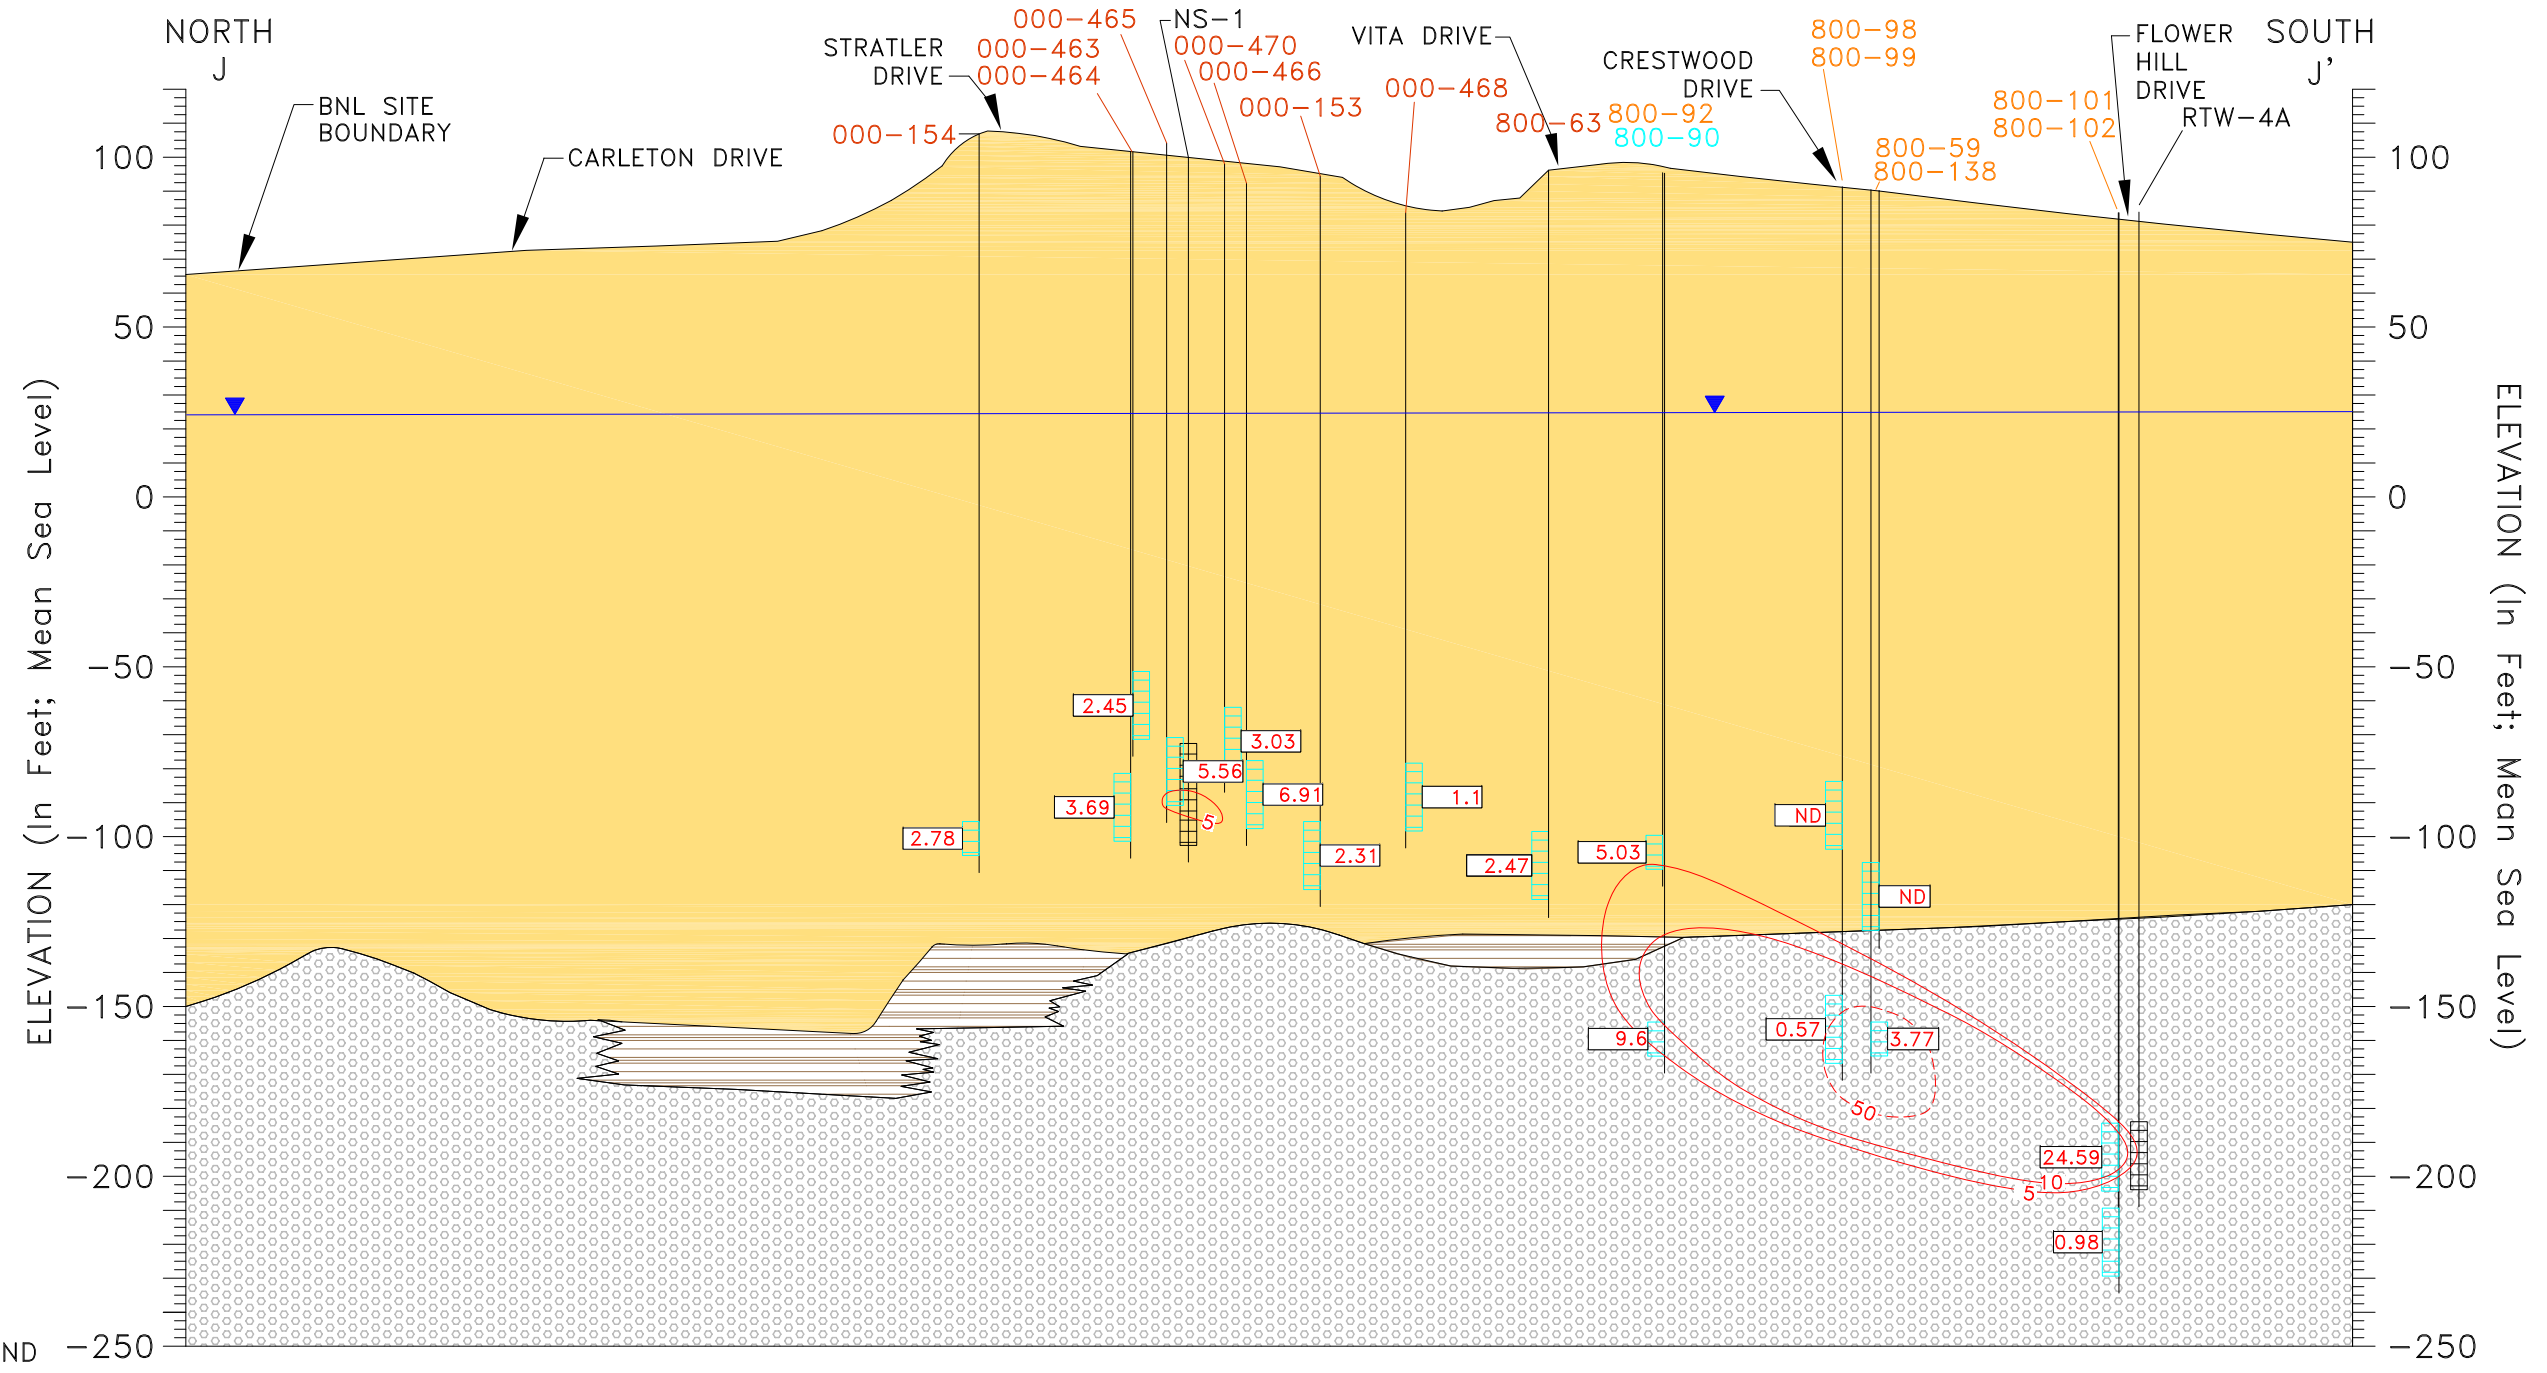 NORTH
J
BNL SITE
BOUNDARY
CARLETON DRIVE
STRATLER
DRIVE
000-154
000-465
000-463
000-464
NS-1
000-470
000-466
000-153
VITA DRIVE
000-468
800-63
800-92
800-90
CRESTWOOD
DRIVE
800-98
800-99
800-59
800-138
800-101
800-102
FLOWER
HILL
DRIVE
RTW-4A
SOUTH
J'
ELEVATION (In Feet; Mean Sea Level)
100
50
0
-50
-100
-150
-200
-250
ND
2.78
2.45
3.69
5.56
5
3.03
6.91
2.31
1.1
2.47
5.03
9.6
ND
ND
0.57
3.77
50
24.59
10
5
0.98
100
50
0
-50
-100
-150
-200
-250
ELEVATION (In Feet; Mean Sea Level)